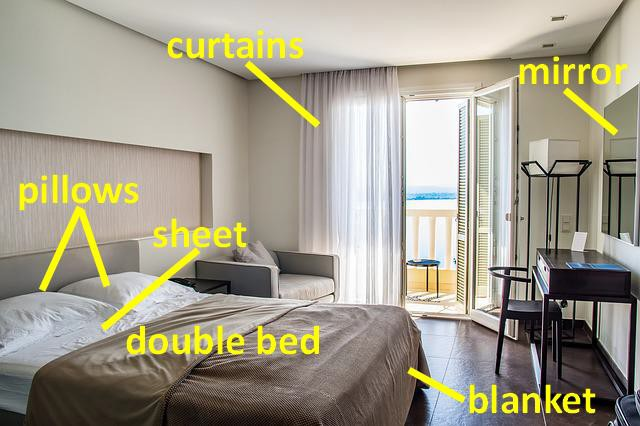 curtains
mirror
pillows
sheet
double bed
blanket